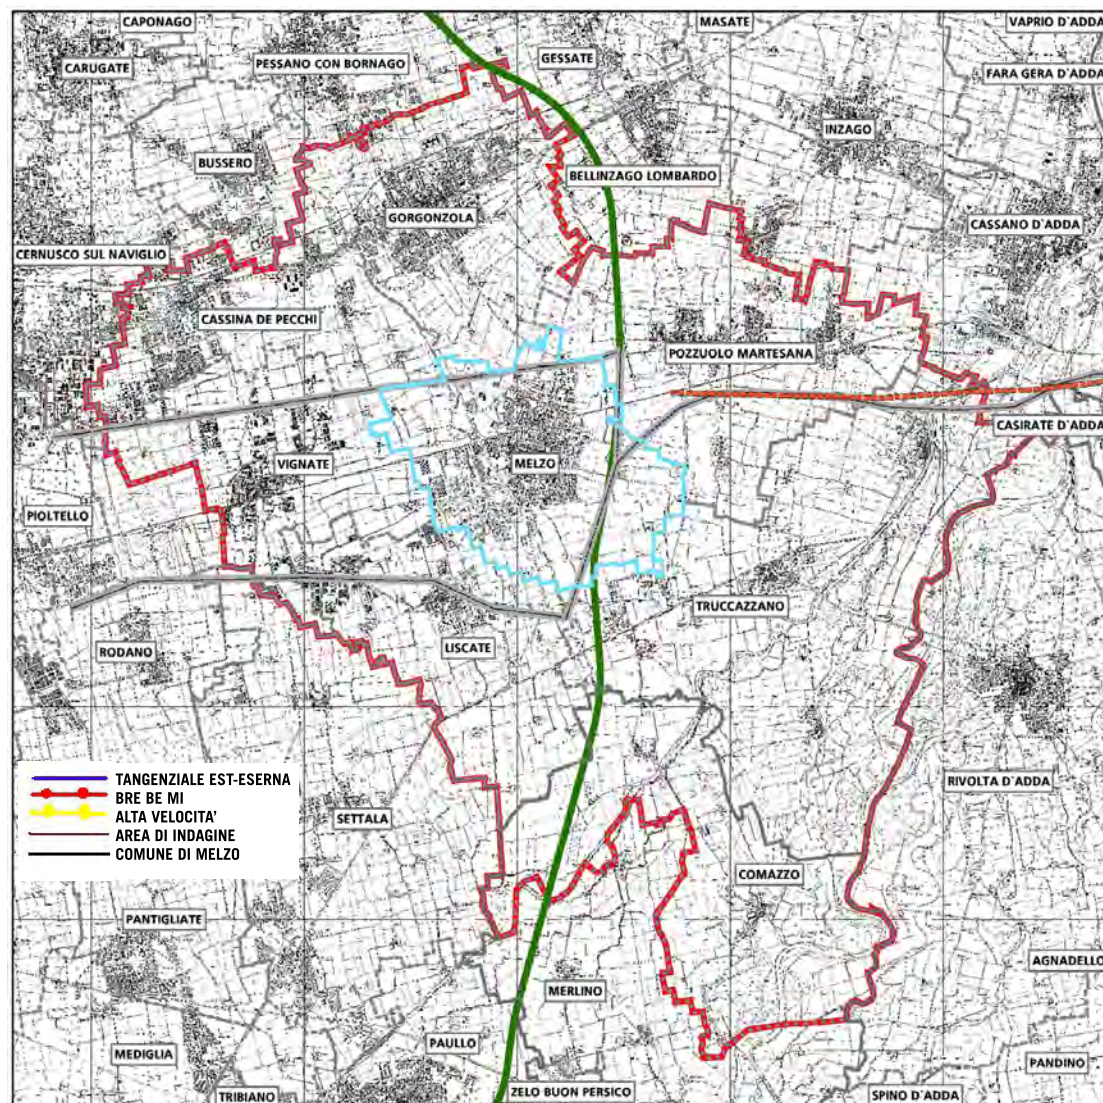 CAPONAGO
MASATE
VAPRIO D`ADDA
CARUGATE
PESSANO CON BORNAGO
GESSATE
FARA GERA D`ADDA
INZAGO
BUSSERO
BELLINZAGO LOMBARDO
GORGONZOLA
CASSANO D`ADDA
CERNUSCO SUL NAVIGLIO
CASSINA DE PECCHI
POZZUOLO MARTESANA
CASIRATE D`ADDA
VIGNATE
MELZO
PIOLTELLO
TRUCCAZZANO
RODANO
LISCATE
TANGENZIALE EST-ESERNA
BRE BE MI
ALTA VELOCITA'
AREA DI INDAGINE
COMUNE DI MELZO
RIVOLTA D`ADDA
SETTALA
COMAZZO
PANTIGLIATE
AGNADELLO
MERLINO
PAULLO
MEDIGLIA
PANDINO
TRIBIANO
ZELO BUON PERSICO
SPINO D`ADDA